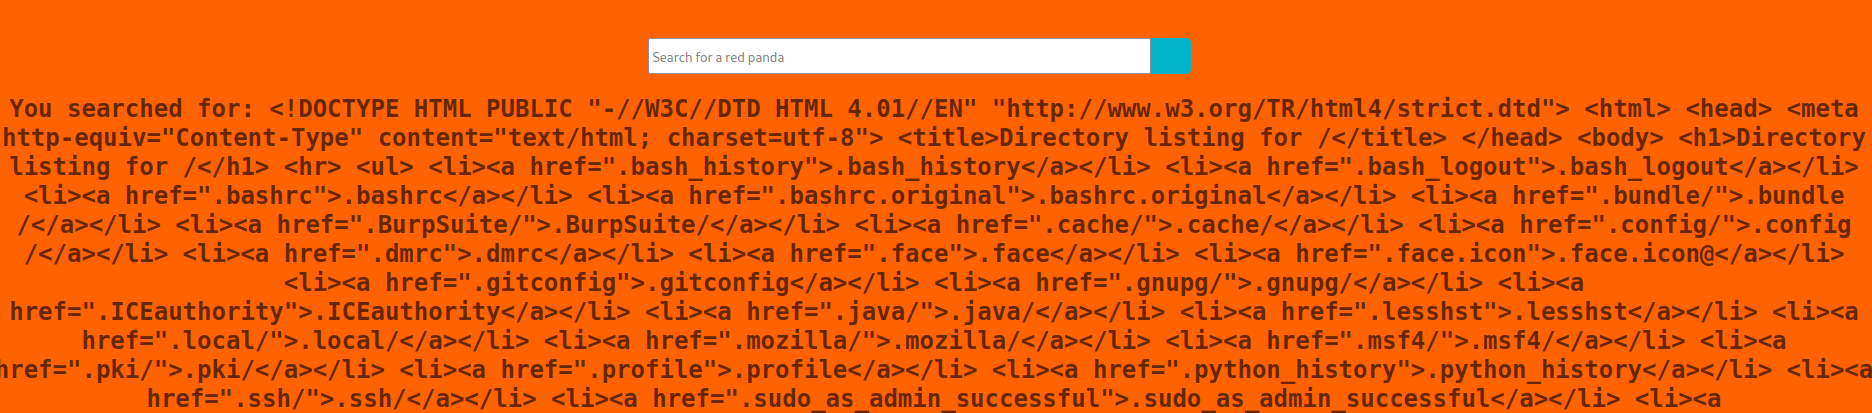 Search for a red panda
You searched for: <!DOCTYPE HTML PUBLIC "-//W3C//DTD HTML 4.01//EN" "http://www.w3.org/TR/html4/strict.dtd"> <html> <head> <meta
http-equiv="Content-Type" content="text/html; charset=utf-8"> <title>Directory listing for /</title> </head> <body> <h1>Directory
listing for /</h1> <hr> <ul> <li><a href=".bash_history">.bash_history</a></li> <li><a href=".bash_logout">.bash_logout</a></li>
<li><a href=".bashrc">.bashrc</a></li> <li><a href=".bashrc.original">.bashrc.original</a></li> <li><a href=".bundle/">.bundle
/</a></li> <li><a href=".BurpSuite/">.BurpSuite/</a></li> <li><a href=".cache/">.cache/</a></li> <li><a href=".config/">.config
/</a></li> <li><a href=".dmrc">.dmrc</a></li> <li><a href=".face">.face</a></li> <li><a href=".face.icon">.face.icon@</a></li>
<li><a href=".gitconfig">.gitconfig</a></li> <li><a href=".gnupg/">.gnupg/</a></li> <li><a
href=".ICEauthority">.ICEauthority</a></li> <li><a href=".java/">.java/</a></li> <li><a href=".lesshst">.lesshst</a></li> <li><a
href=".local/">.local/</a></li> <li><a href=".mozilla/">.mozilla/</a></li> <li><a href=".msf4/">.msf4/</a></li> <li><a
href=".pki/">.pki/</a></li> <li><a href=".profile">.profile</a></li> <li><a href=".python_history">.python_history</a></li> <li><a
href=".ssh/">.ssh/</a></li> <li><a href=".sudo_as_admin_successful">.sudo_as_admin_successful</a></li> <li><a